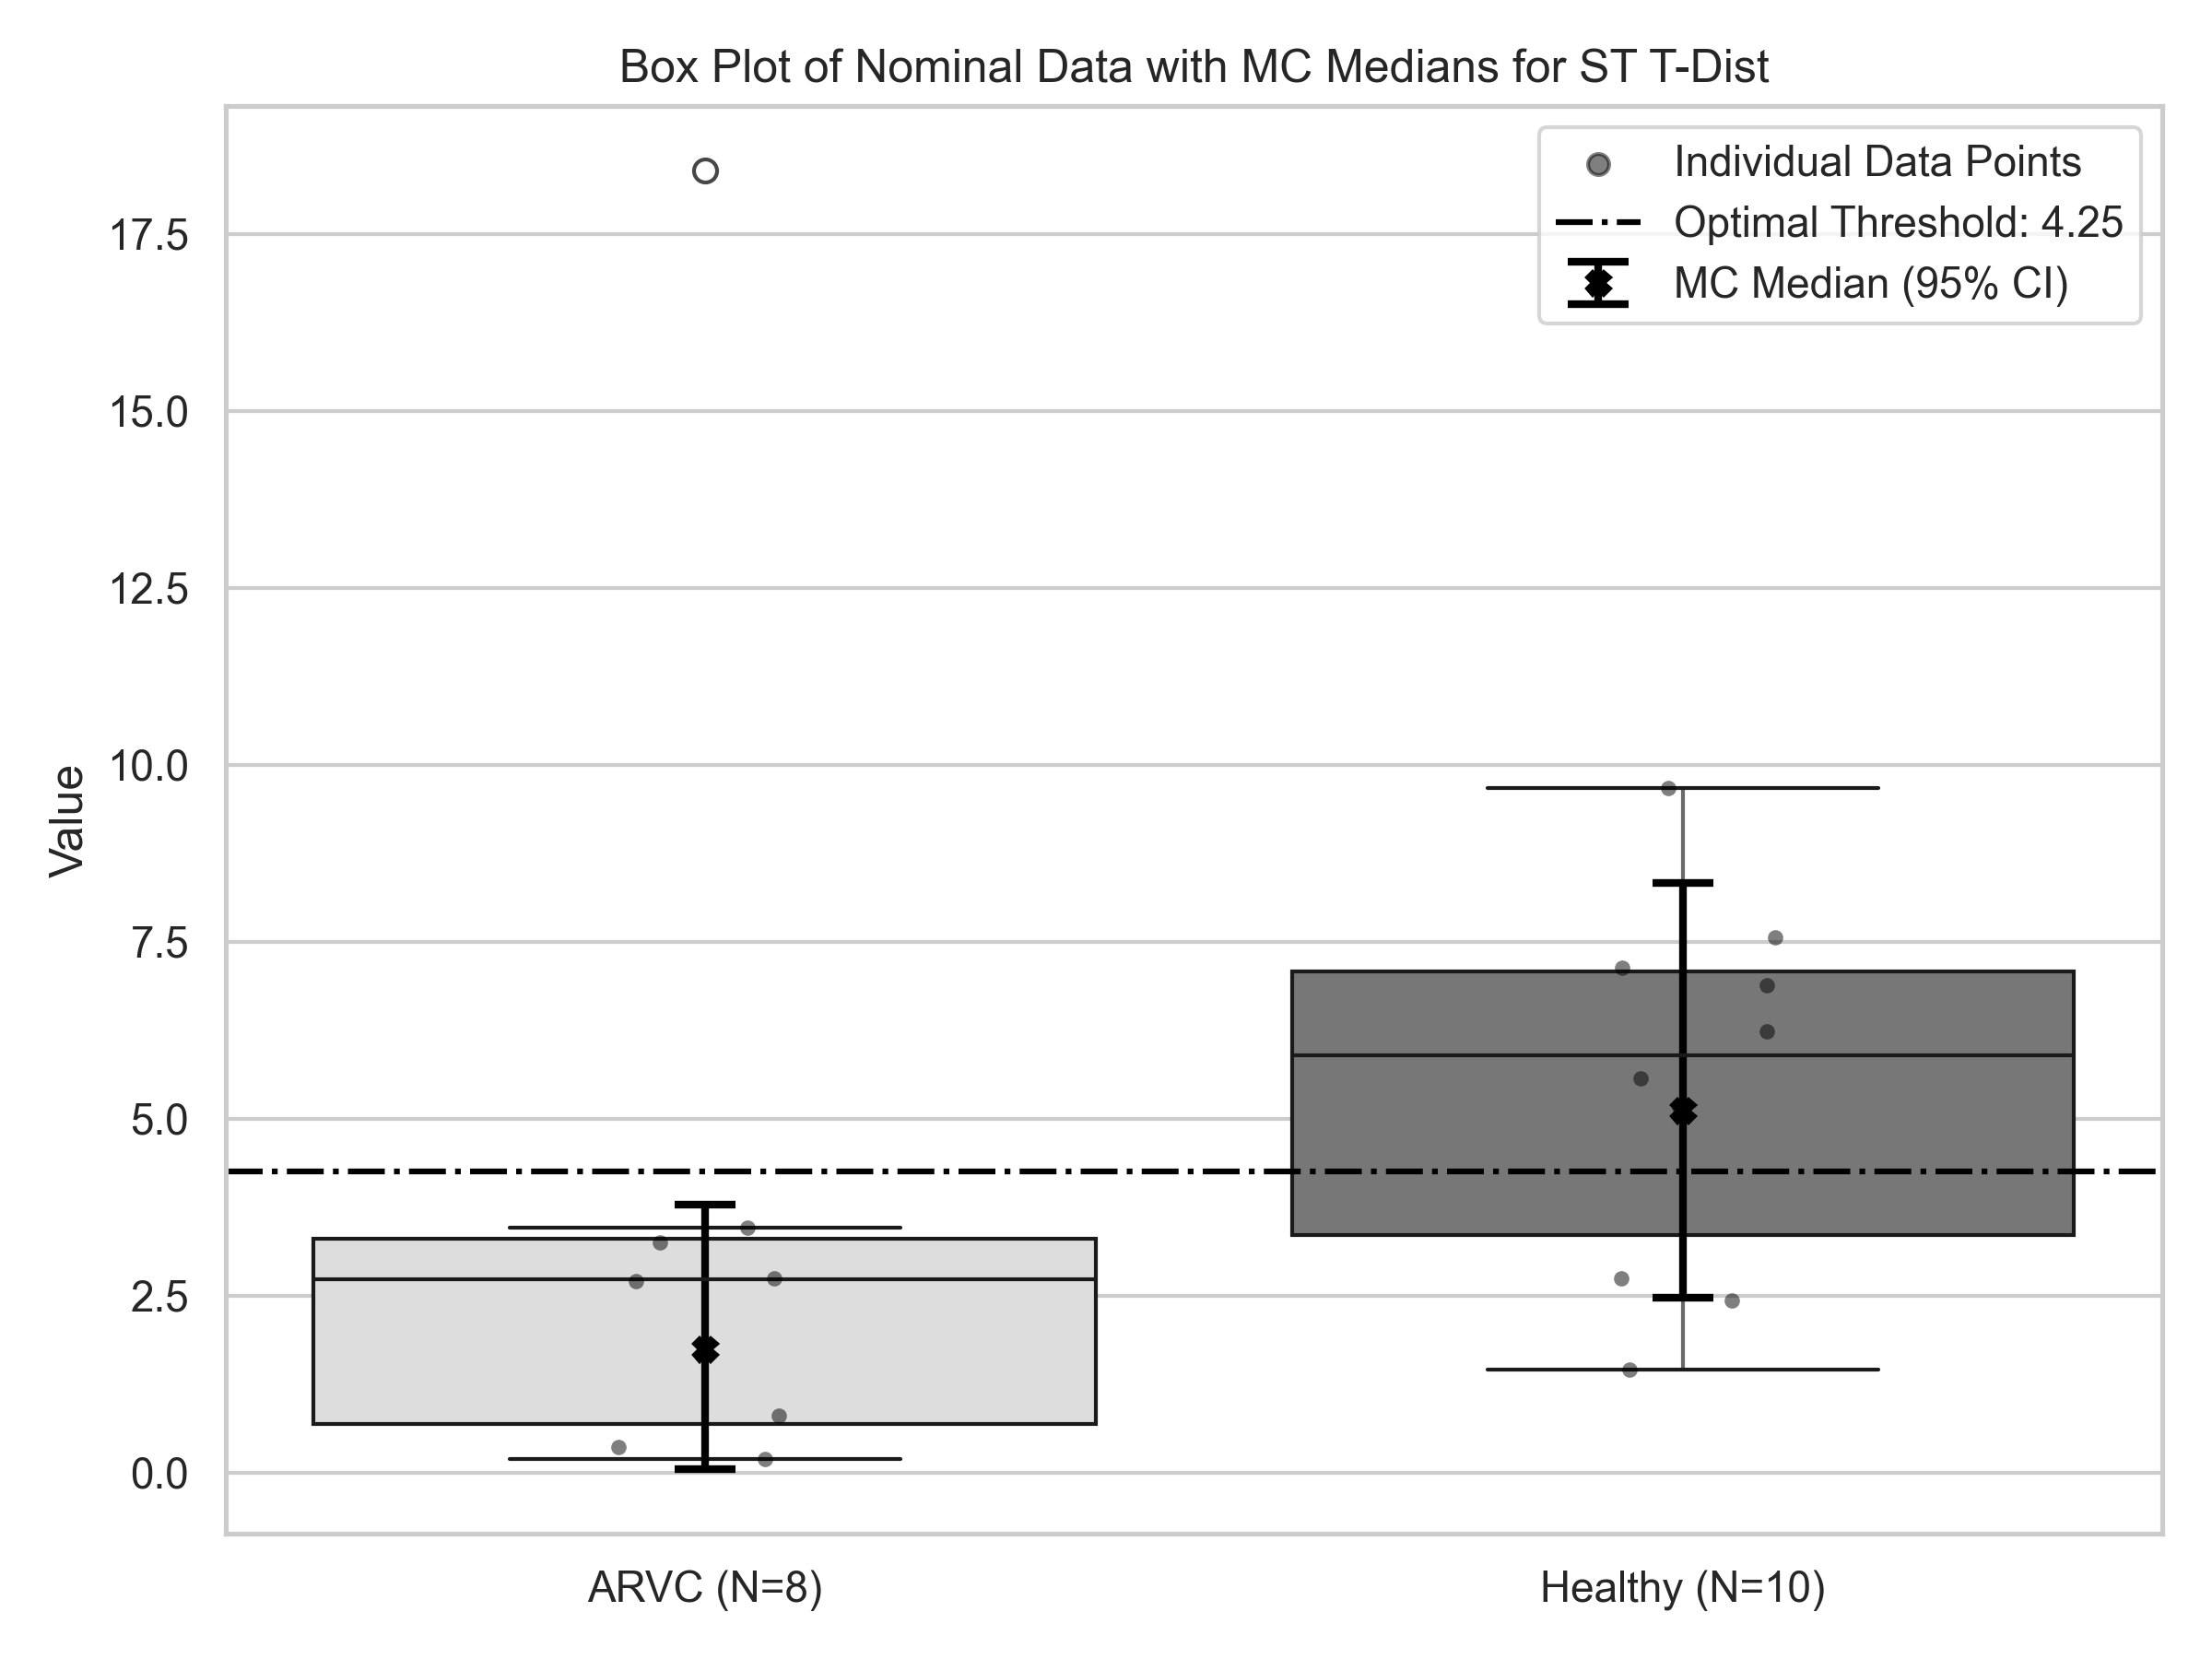 Box Plot of Nominal Data with MC Medians for ST T-Dist
Individual Data Points
Optimal Threshold: 4.25
MC Median (95% CI)
Value
17.5
15.0
12.5
10.0
7.5
5.0
2.5
0.0
ARVC (N=8)
Healthy (N=10)